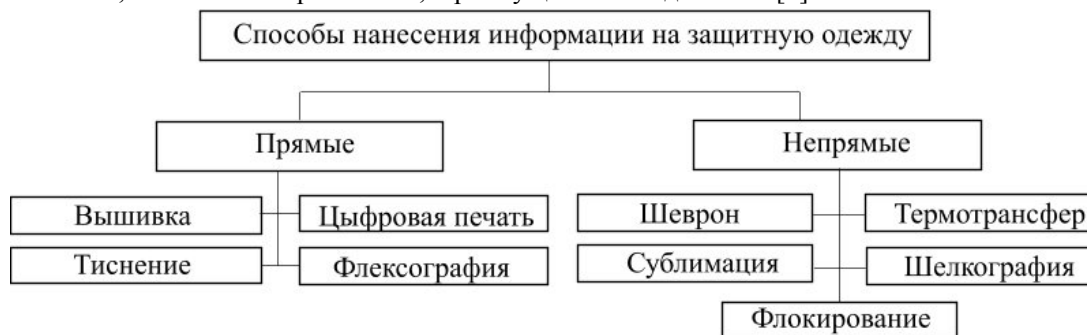 Способы нанесения информации на защитную одежду
Прямые
Непрямые
Вышивка
Цыфровая печать
Тиснение
Флексография
Шеврон
Термотрансфер
Сублимация
Шелкография
Флокирование